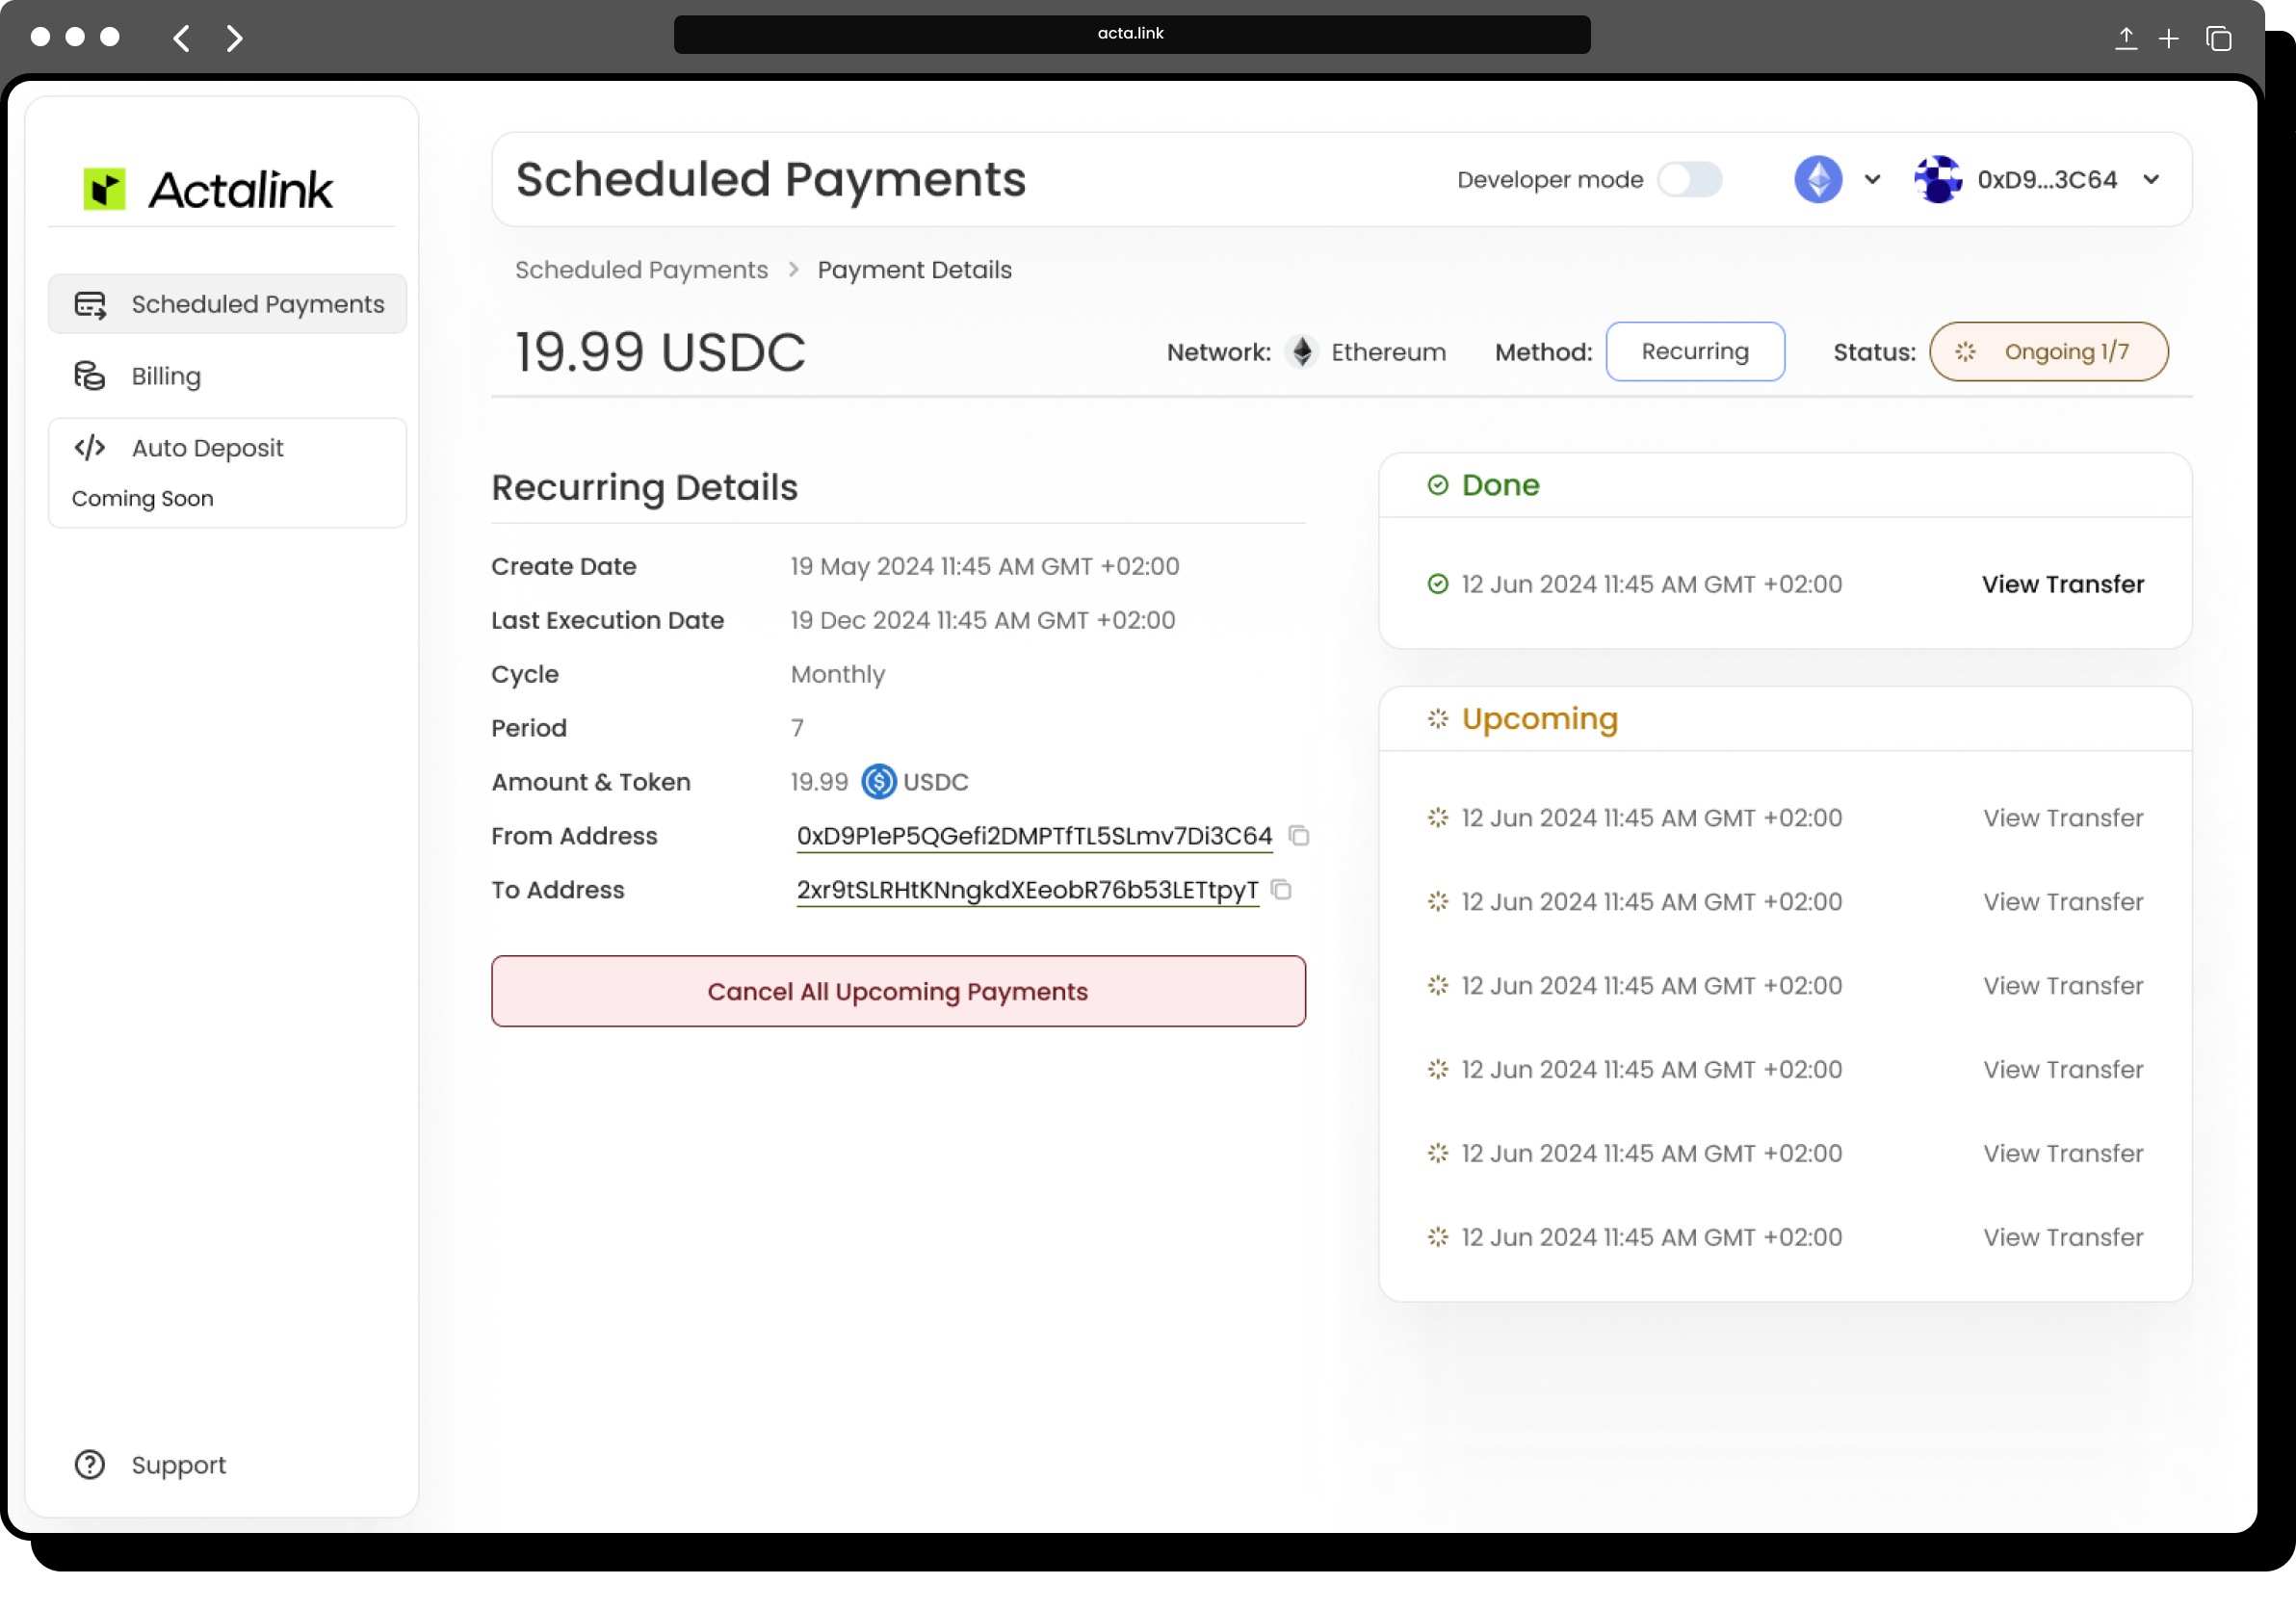 acta.link
Actalink
Scheduled Payments
Billing
Auto Deposit
Coming Soon
Support
Scheduled Payments
Developer mode
0xD9...3C64
Scheduled Payments > Payment Details
19.99 USDC
Network: Ethereum
Method: Recurring
Status: Ongoing 1/7
Recurring Details
Create Date 19 May 2024 11:45 AM GMT +02:00
Last Execution Date 19 Dec 2024 11:45 AM GMT +02:00
Cycle Monthly
Period 7
Amount & Token 19.99 USDC
From Address 0xD9P1eP5QGefi2DMPTfTL5SLmv7Di3C64
To Address 2xr9tSLRHtKNngkdXEeobR76b53LETtpyT
Cancel All Upcoming Payments
Done
12 Jun 2024 11:45 AM GMT +02:00 View Transfer
Upcoming
12 Jun 2024 11:45 AM GMT +02:00 View Transfer
12 Jun 2024 11:45 AM GMT +02:00 View Transfer
12 Jun 2024 11:45 AM GMT +02:00 View Transfer
12 Jun 2024 11:45 AM GMT +02:00 View Transfer
12 Jun 2024 11:45 AM GMT +02:00 View Transfer
12 Jun 2024 11:45 AM GMT +02:00 View Transfer